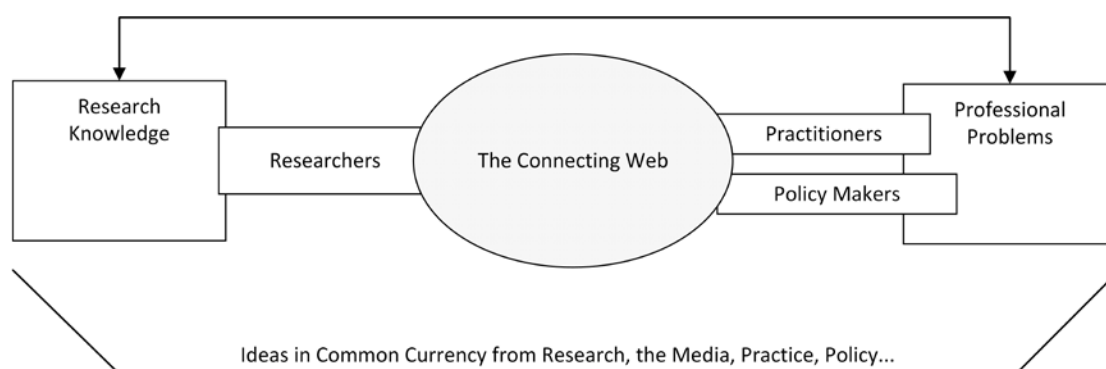 Research
Knowledge
Researchers
The Connecting Web
Practitioners
Policy Makers
Professional
Problems
Ideas in Common Currency from Research, the Media, Practice, Policy...